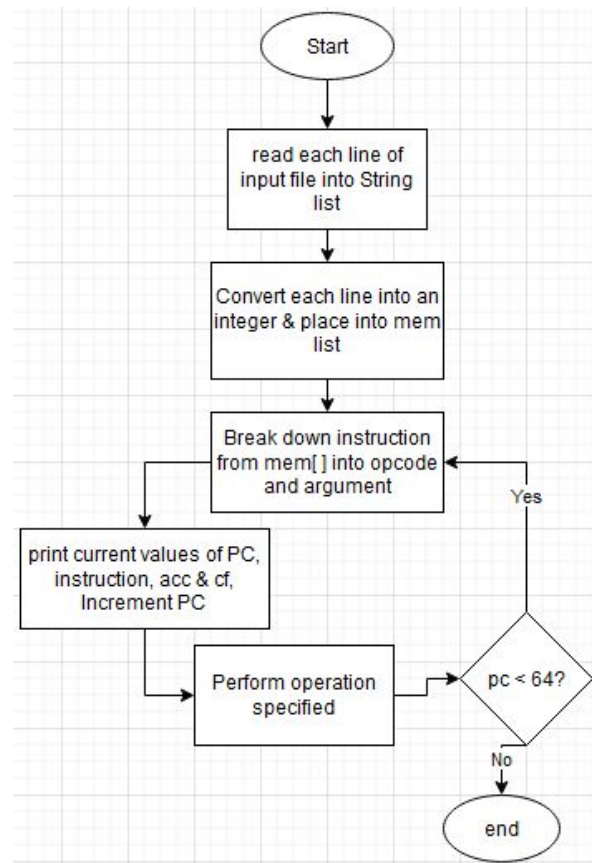 Start
read each line of
input file into String
list
Convert each line into an
integer & place into mem
list
Break down instruction
from mem[ ] into opcode
and argument
Yes
print current values of PC,
instruction, acc & cf,
Increment PC
Perform operation
specified
pc < 64?
No
end